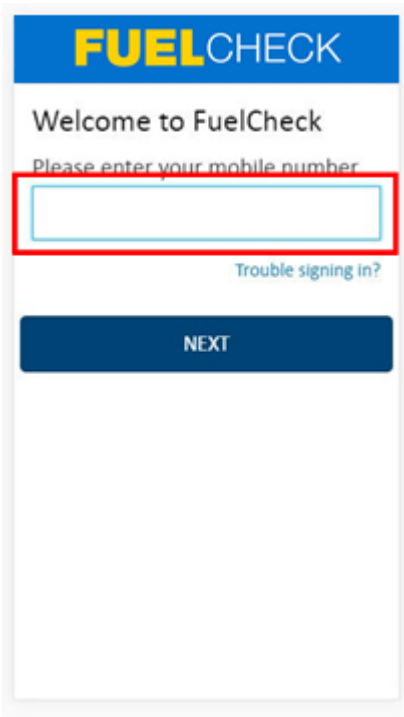 FUELCHECK
Welcome to FuelCheck
Please enter your mobile number
Trouble signing in?
NEXT